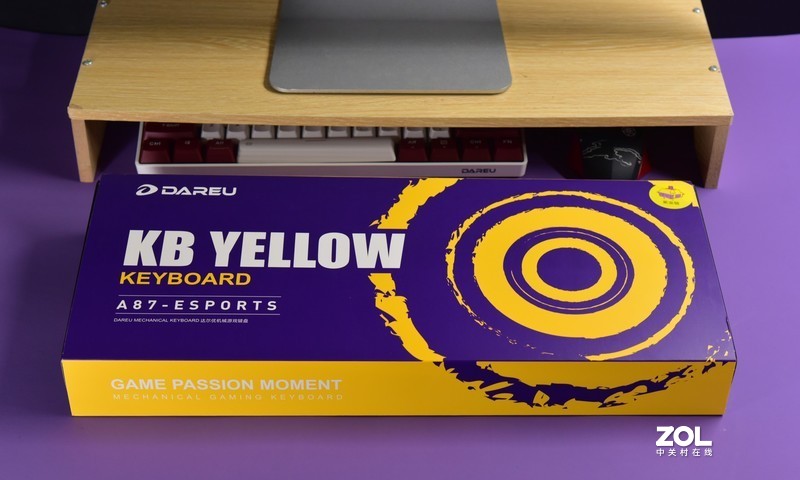 DAREU
DAREU
KB YELLOW
KEYBOARD
A87-ESPORTS
DAREU MECHANICAL KEYBOARD 达尔优机械游戏键盘
GAME PASSION MOMENT
MECHANICAL GAMING KEYBOARD
ZOL
中关村在线